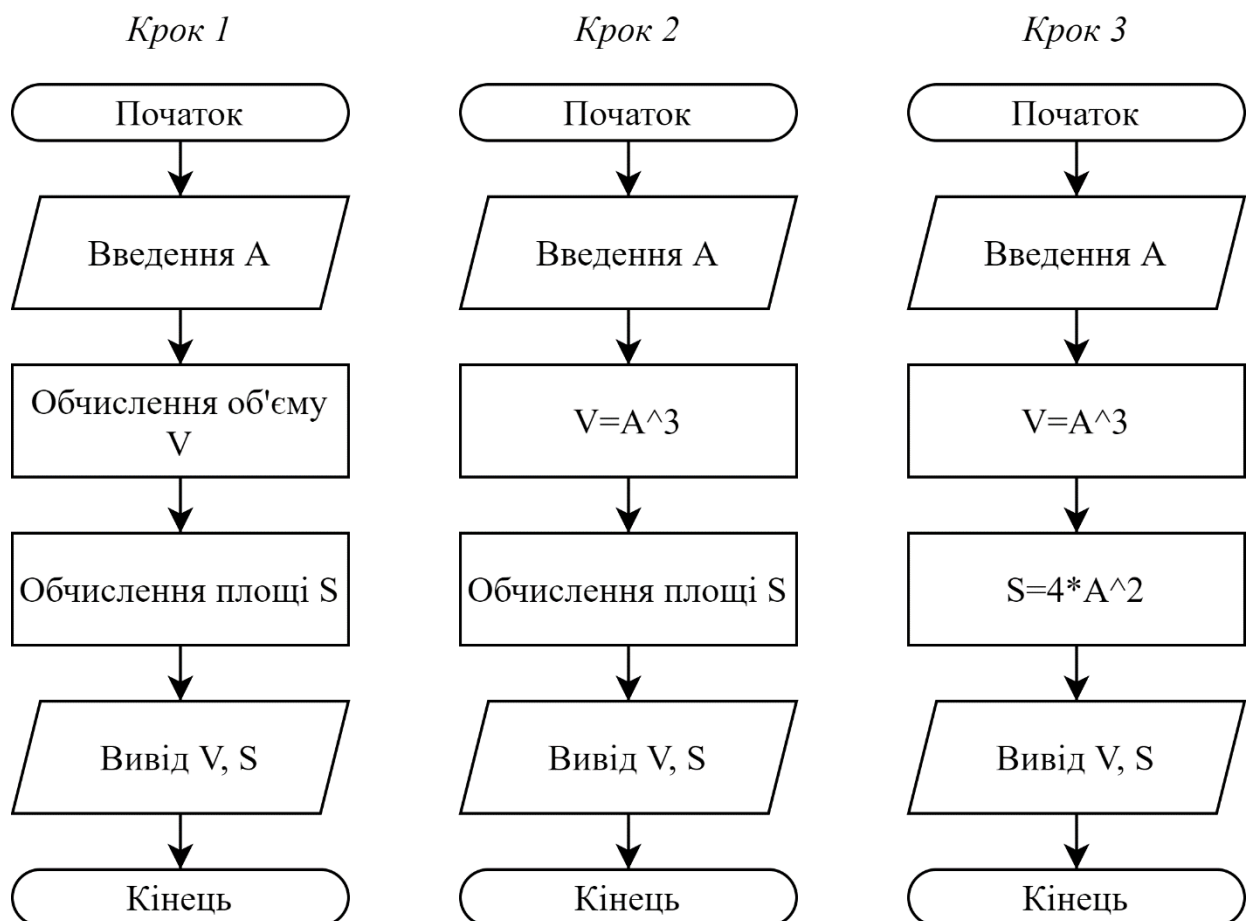 Крок 1
Початок
Введення A
Обчислення об'єму
V
Обчислення площі S
Вивід V, S
Кінець
Крок 2
Початок
Введення A
V=A^3
Обчислення площі S
Вивід V, S
Кінець
Крок 3
Початок
Введення A
V=A^3
S=4*A^2
Вивід V, S
Кінець